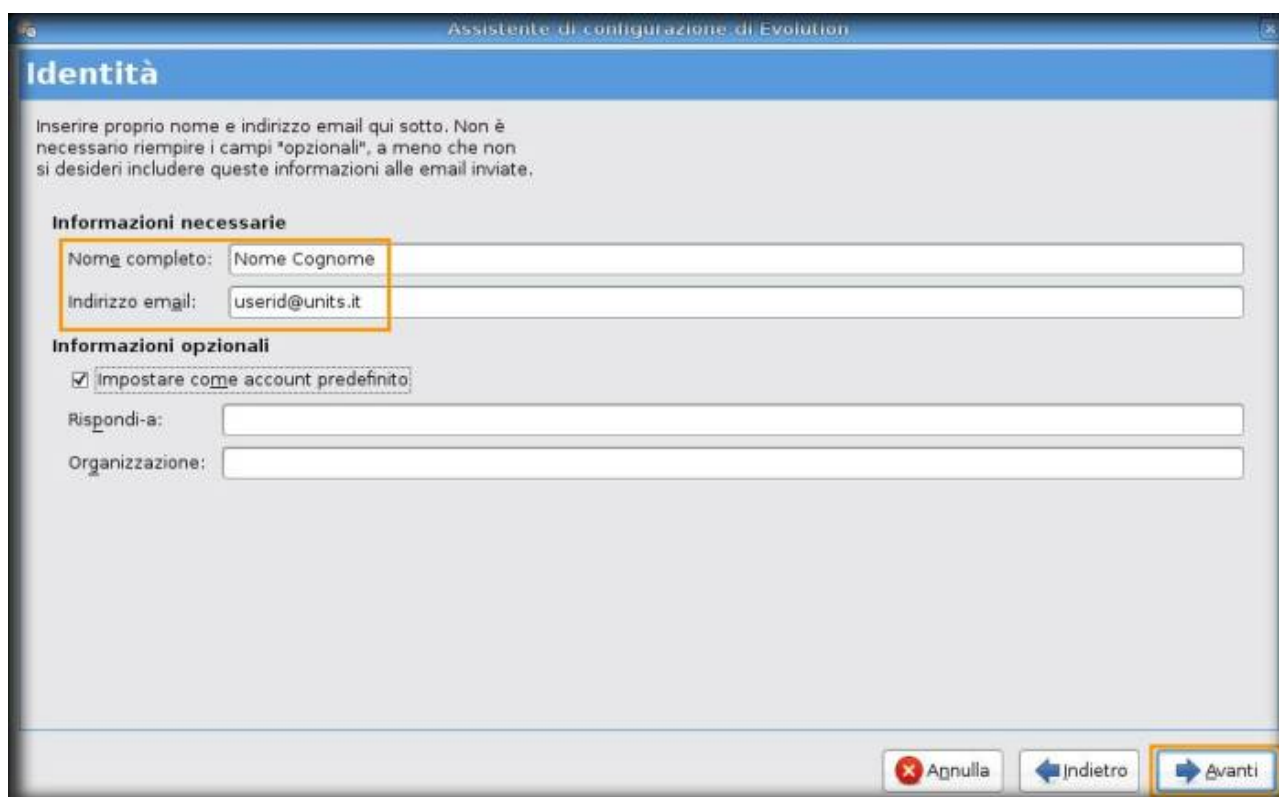 Assistente di configurazione di Evolution
Identità
Inserire proprio nome e indirizzo email qui sotto. Non è
necessario riempire i campi "opzionali", a meno che non
si desideri includere queste informazioni alle email inviate.
Informazioni necessarie
Nome completo: Nome Cognome
Indirizzo email: userid@units.it
Informazioni opzionali
Impostare come account predefinito
Rispondi-a:
Organizzazione:
Annulla Indietro Avanti